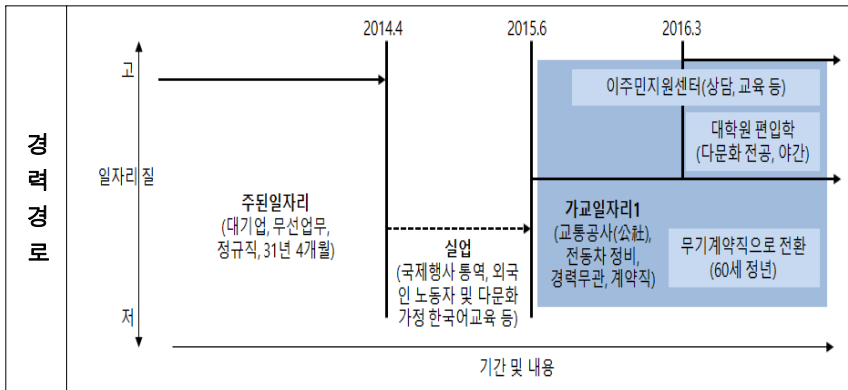 경력경로
2014.4
2015.6
2016.3
고
일자리 질
저
이주민지원센터(상담, 교육 등)
대학원 편입학
(다문화 전공, 야간)
주된일자리
(대기업, 무선업무,
정규직, 31년 4개월)
실업
(국제행사 통역, 외국
인 노동자 및 다문화
가정 한국어교육 등)
가교일자리1
(교통공사(公社),
전동차 정비,
경력무관, 계약직)
무기계약직으로 전환
(60세 정년)
기간 및 내용